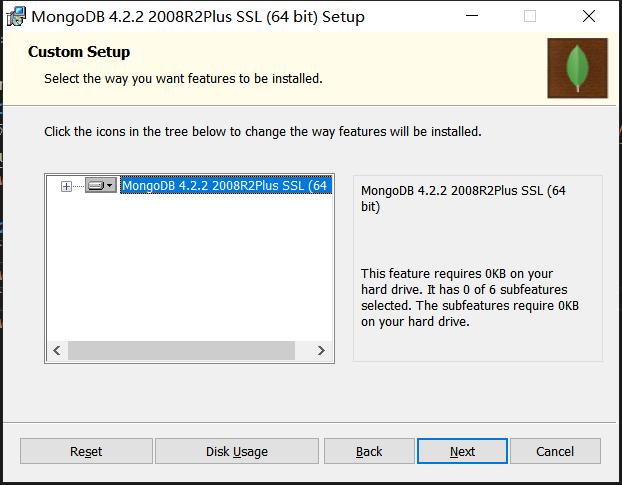 MongoDB 4.2.2 2008R2Plus SSL (64 bit) Setup
Custom Setup
Select the way you want features to be installed.
Click the icons in the tree below to change the way features will be installed.
MongoDB 4.2.2 2008R2Plus SSL (64
MongoDB 4.2.2 2008R2Plus SSL (64
bit)
This feature requires 0KB on your
hard drive. It has 0 of 6 subfeatures
selected. The subfeatures require 0KB
on your hard drive.
Reset
Disk Usage
Back
Next
Cancel